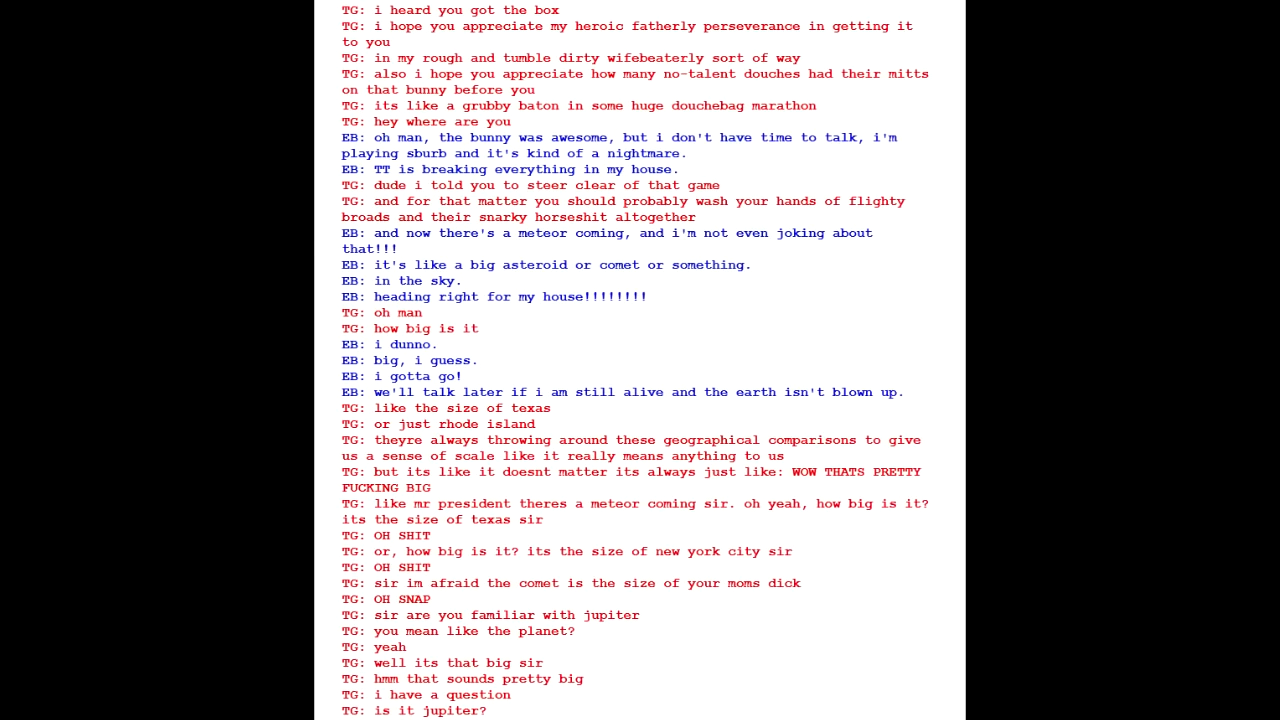 TG: i heard you got the box
TG: i hope you appreciate my heroic fatherly perseverance in getting it
to you
TG: in my rough and tumble dirty wifebeaterly sort of way
TG: also i hope you appreciate how many no-talent douches had their mitts
on that bunny before you
TG: its like a grubby baton in some huge douchebag marathon
TG: hey where are you
EB: oh man, the bunny was awesome, but i don't have time to talk, i'm
playing sburb and it's kind of a nightmare.
EB: TT is breaking everything in my house.
TG: dude i told you to steer clear of that game
TG: and for that matter you should probably wash your hands of flighty
broads and their snarky horseshit altogether
EB: and now there's a meteor coming, and i'm not even joking about
that!!!
EB: it's like a big asteroid or comet or something.
EB: in the sky.
EB: heading right for my house!!!!!!!!
TG: oh man
TG: how big is it
EB: i dunno.
EB: big, i guess.
EB: i gotta go!
EB: we'll talk later if i am still alive and the earth isn't blown up.
TG: like the size of texas
TG: or just rhode island
TG: theyre always throwing around these geographical comparisons to give
us a sense of scale like it really means anything to us
TG: but its like it doesnt matter its always just like: WOW THATS PRETTY
FUCKING BIG
TG: like mr president theres a meteor coming sir. oh yeah, how big is it?
its the size of texas sir
TG: OH SHIT
TG: or, how big is it? its the size of new york city sir
TG: OH SHIT
TG: sir im afraid the comet is the size of your moms dick
TG: OH SNAP
TG: sir are you familiar with jupiter
TG: you mean like the planet?
TG: yeah
TG: well its that big sir
TG: hmm that sounds pretty big
TG: i have a question
TG: is it jupiter?